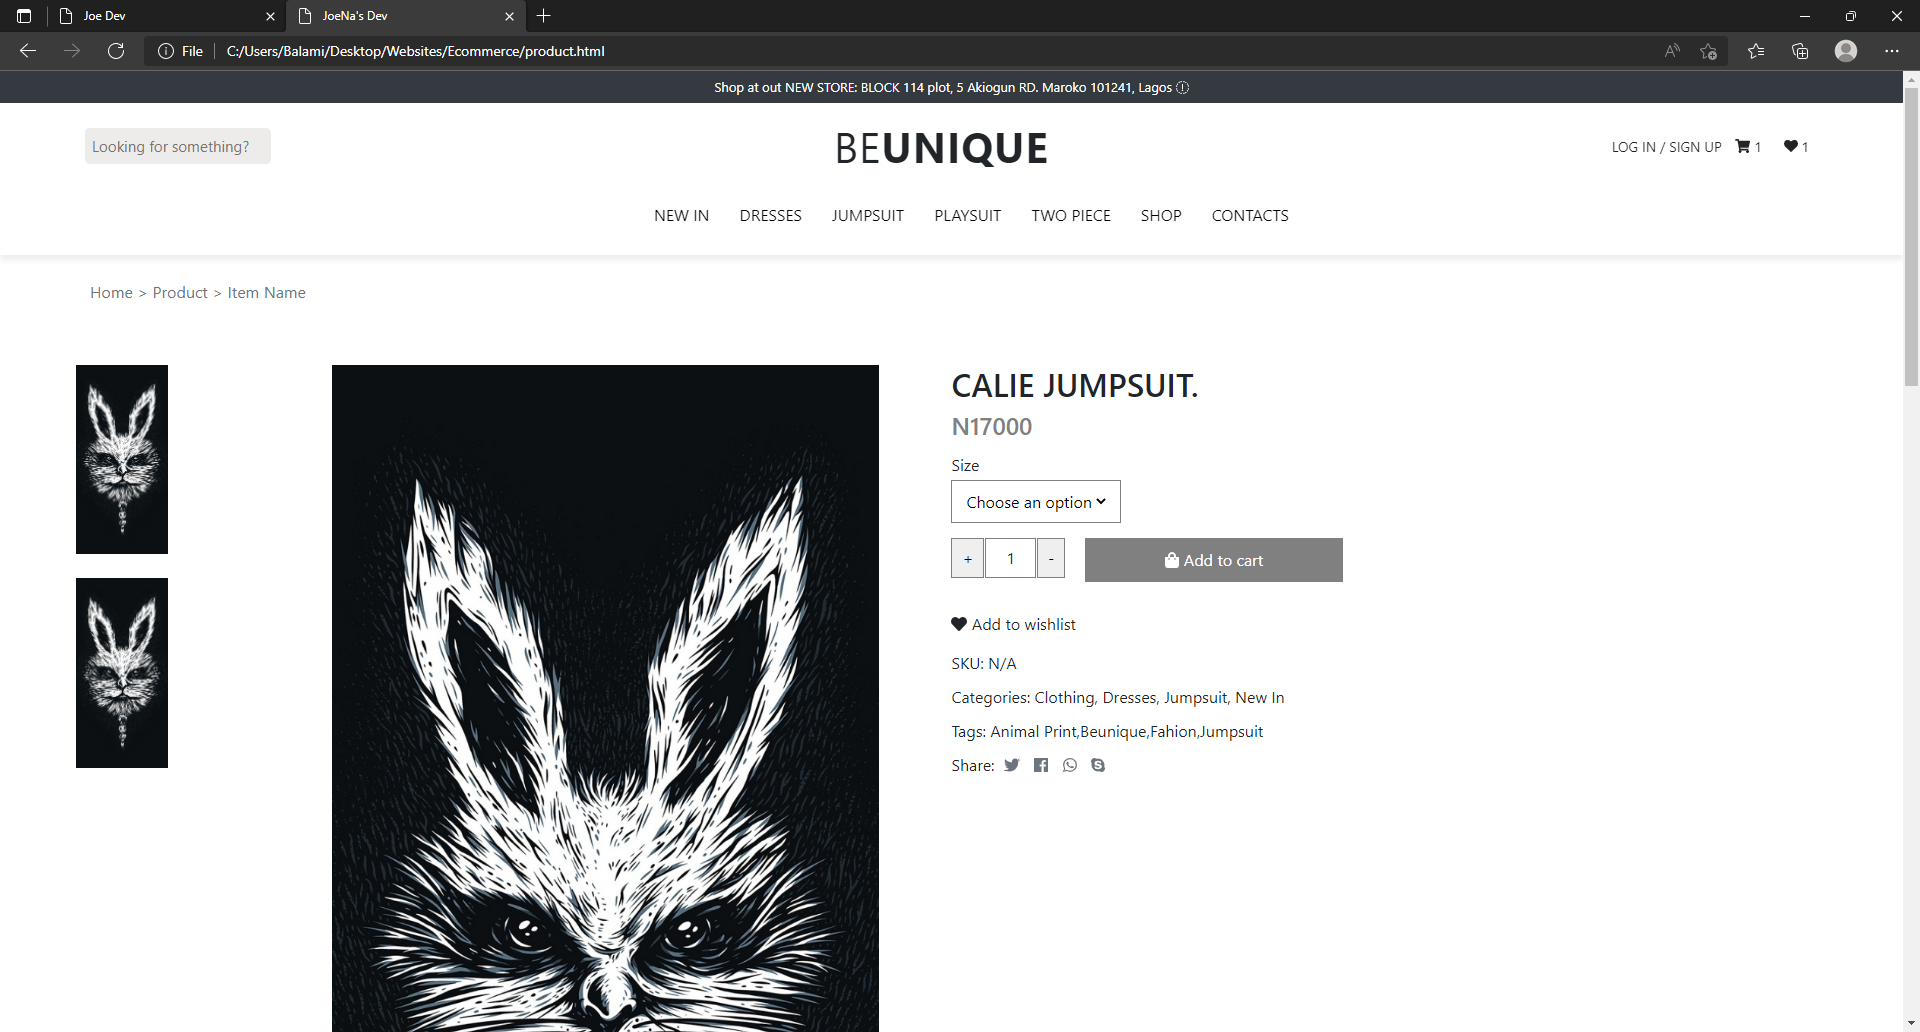 Joe Dev
JoeNa's Dev
File
C:/Users/Balami/Desktop/Websites/Ecommerce/product.html
Shop at out NEW STORE: BLOCK 114 plot, 5 Akiogun RD. Maroko 101241, Lagos
Looking for something?
BEUNIQUE
LOG IN / SIGN UP 1 1
NEW IN DRESSES JUMPSUIT PLAYSUIT TWO PIECE SHOP CONTACTS
Home > Product > Item Name
CALIE JUMPSUIT.
N17000
Size
Choose an option
+ 1 -
Add to cart
Add to wishlist
SKU: N/A
Categories: Clothing, Dresses, Jumpsuit, New In
Tags: Animal Print,Beunique,Fahion,Jumpsuit
Share: